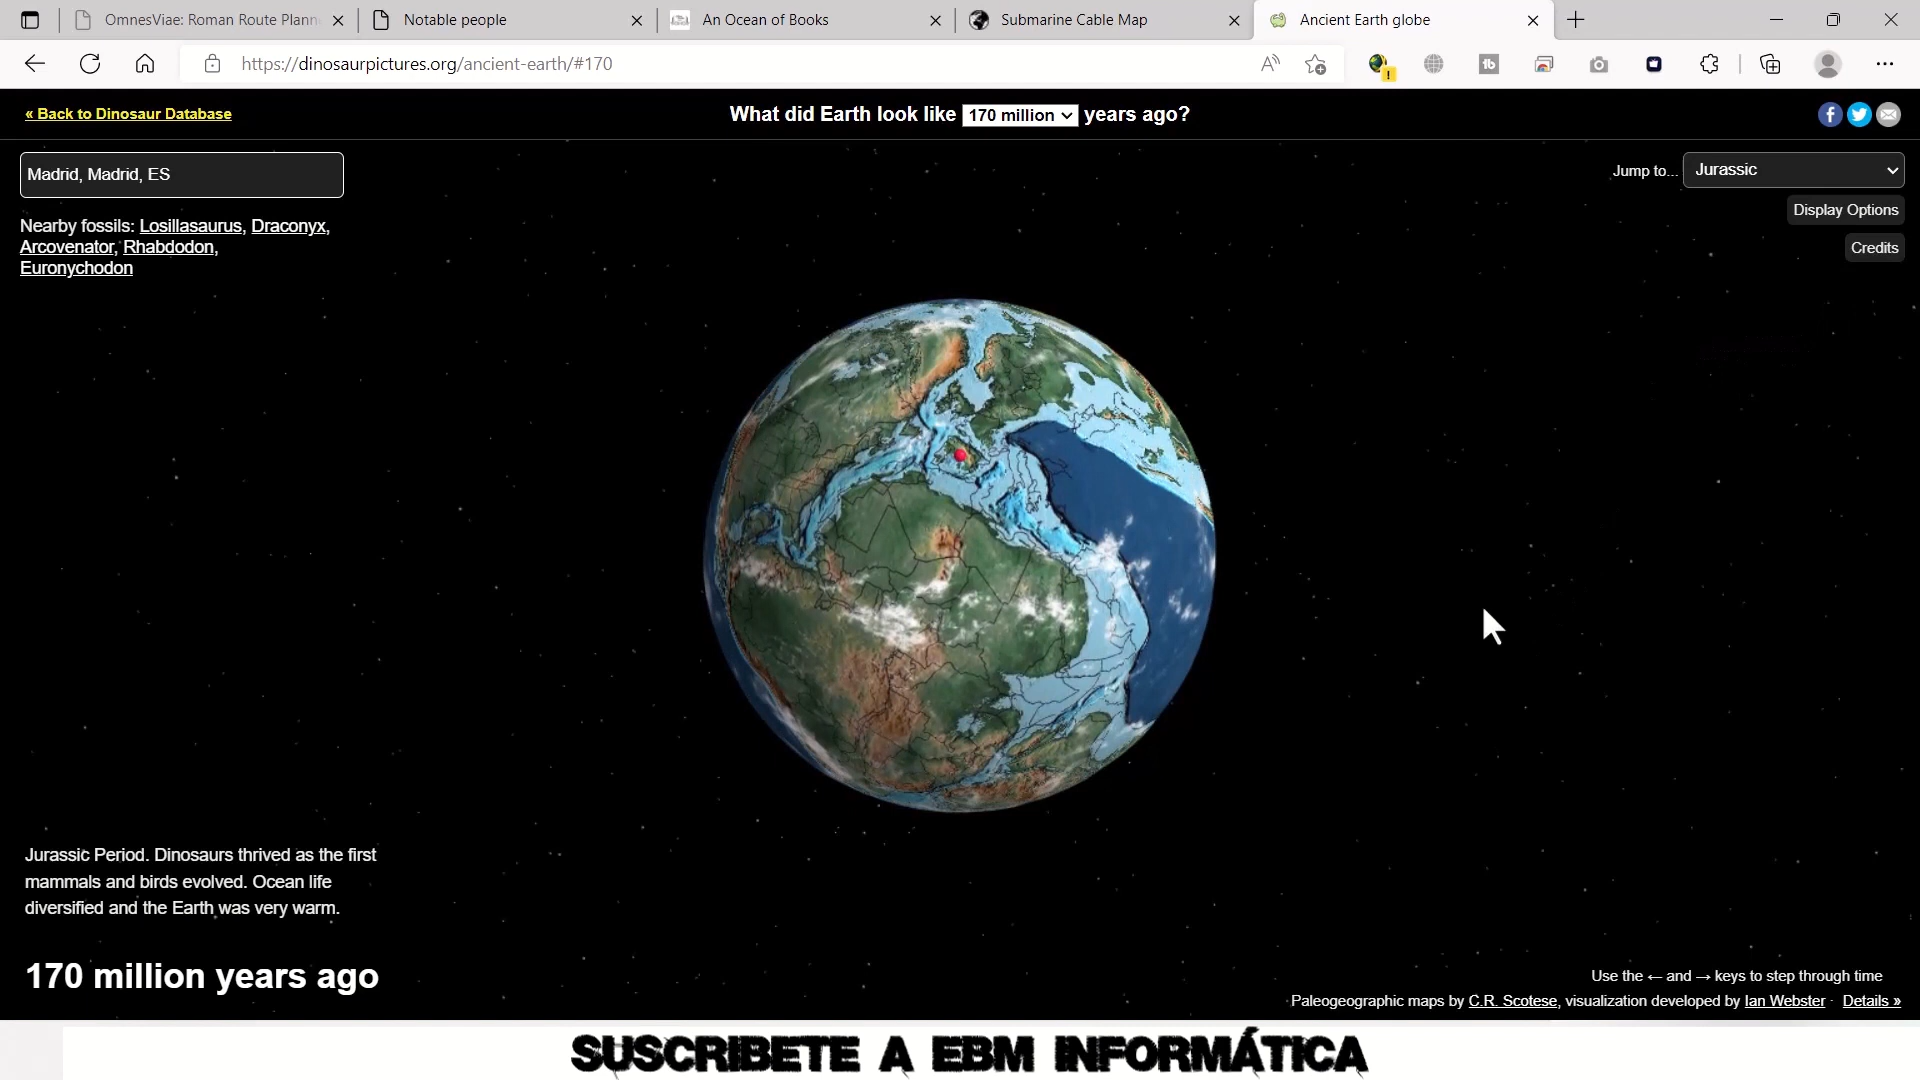 OmnesViae: Roman Route Plann
Notable people
An Ocean of Books
Submarine Cable Map
Ancient Earth globe
https://dinosaurpictures.org/ancient-earth/#170
« Back to Dinosaur Database
What did Earth look like 170 million years ago?
Madrid, Madrid, ES
Jump to... Jurassic
Nearby fossils: Losillasaurus, Draconyx,
Arcovenator, Rhabdodon,
Euronychodon
Display Options
Credits
Jurassic Period. Dinosaurs thrived as the first
mammals and birds evolved. Ocean life
diversified and the Earth was very warm.
170 million years ago
Use the ← and → keys to step through time
Paleogeographic maps by C.R. Scotese, visualization developed by Ian Webster · Details »
SUSCRIBETE A EBM INFORMÁTICA